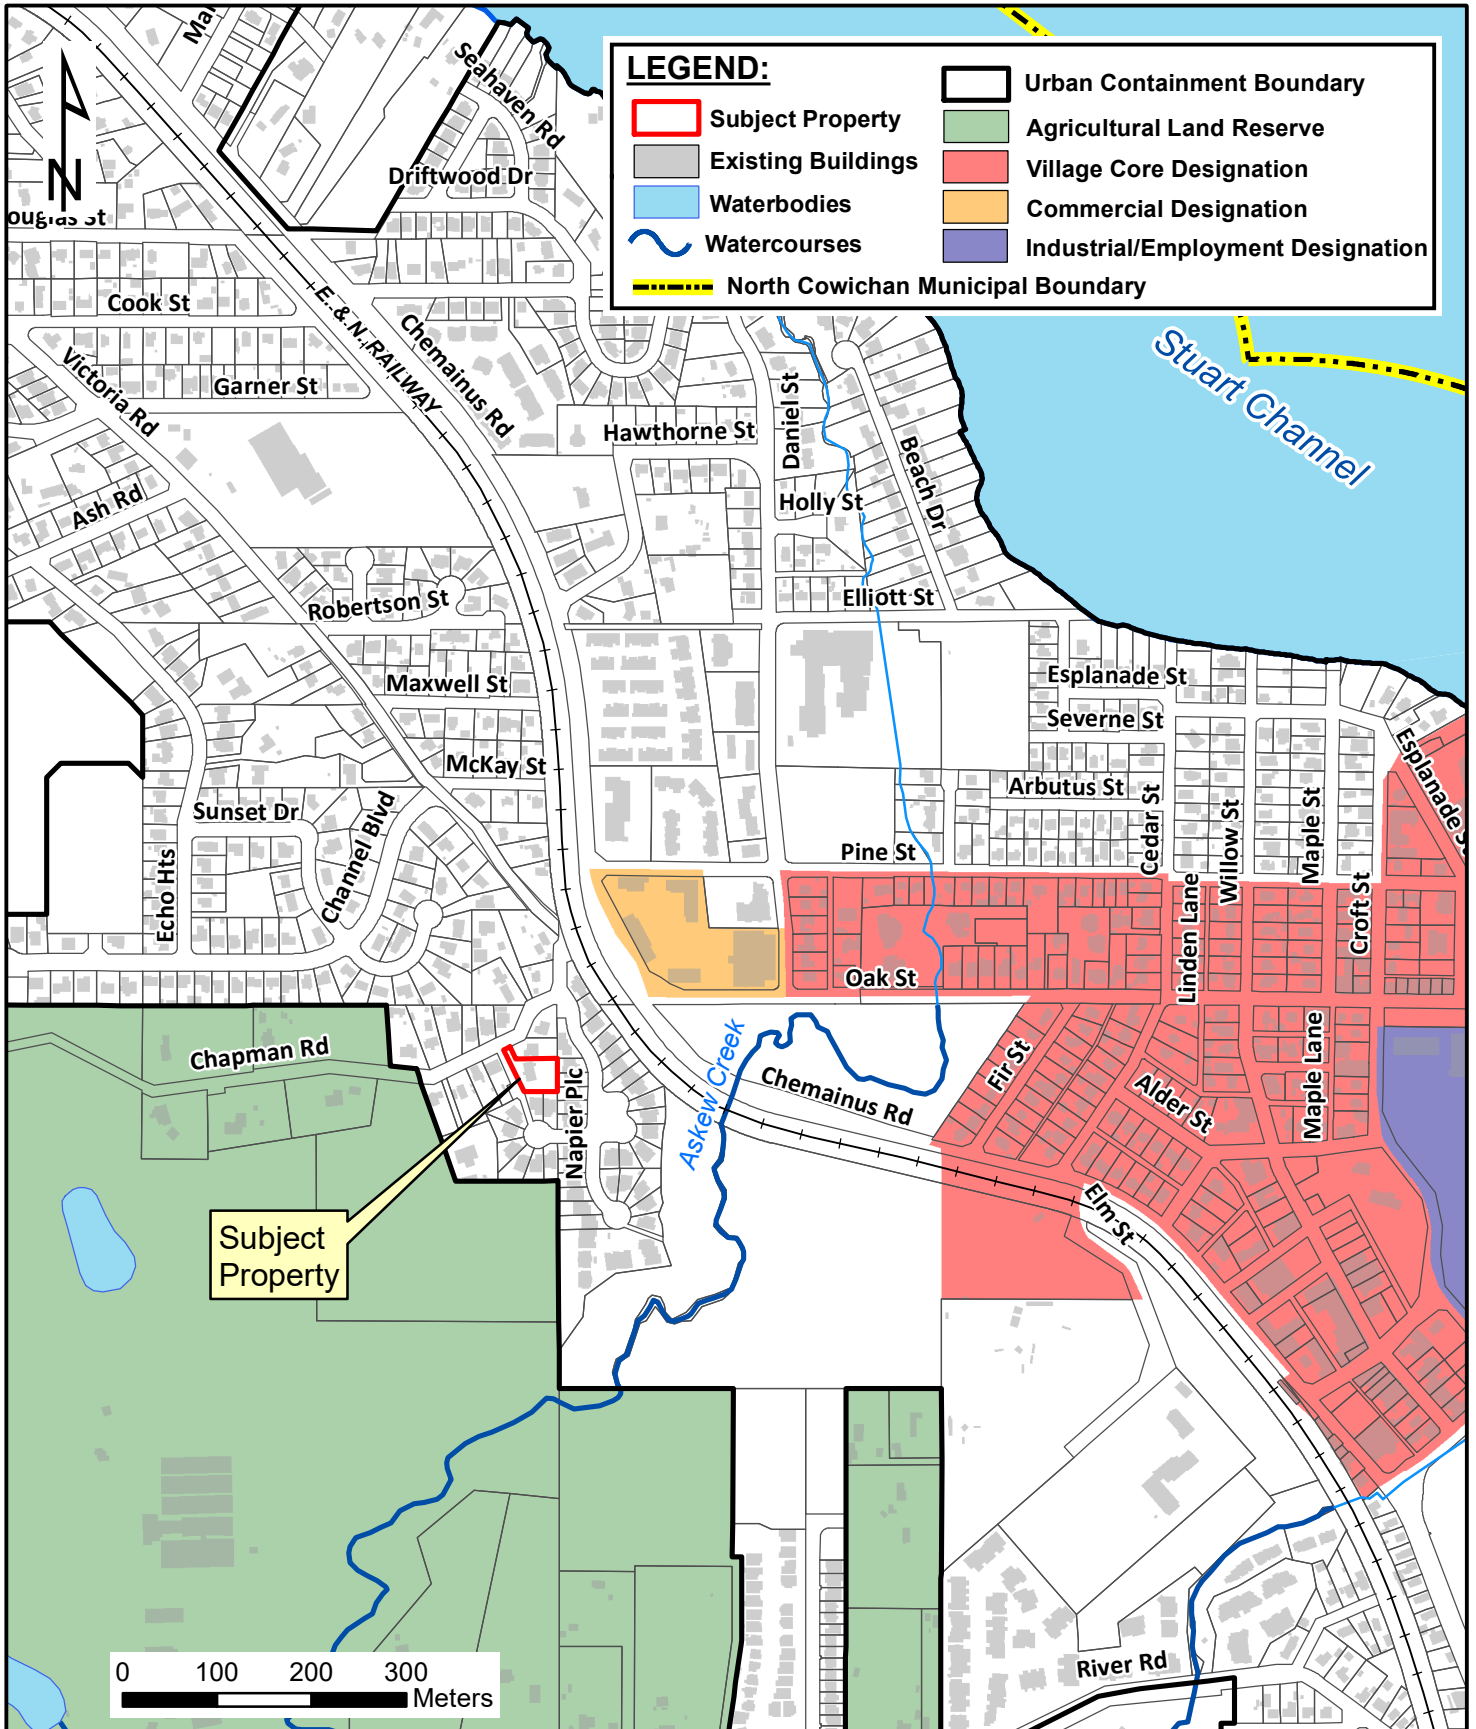 Mar
Seahaven Rd
LEGEND:
Subject Property
Existing Buildings
Waterbodies
Watercourses
Urban Containment Boundary
Agricultural Land Reserve
Village Core Designation
Commercial Designation
Industrial/Employment Designation
North Cowichan Municipal Boundary
N
Driftwood Dr
ouglas St
Cook St
E. & N. RAILWAY
Chemainus Rd
Stuart Channel
Victoria Rd
Garner St
Daniel St
Hawthorne St
Beach Dr
Ash Rd
Holly St
Robertson St
Elliott St
Maxwell St
Esplanade St
Severne St
Esplanade S
McKay St
Arbutus St
Sunset Dr
Channel Blvd
Echo Hts
Pine St
Cedar St
Linden Lane
Willow St
Maple St
Croft St
Oak St
Chapman Rd
Napier Plc
Askew Creek
Chemainus Rd
Fir St
Alder St
Maple Lane
Elm St
Subject
Property
River Rd
0 100 200 300
Meters